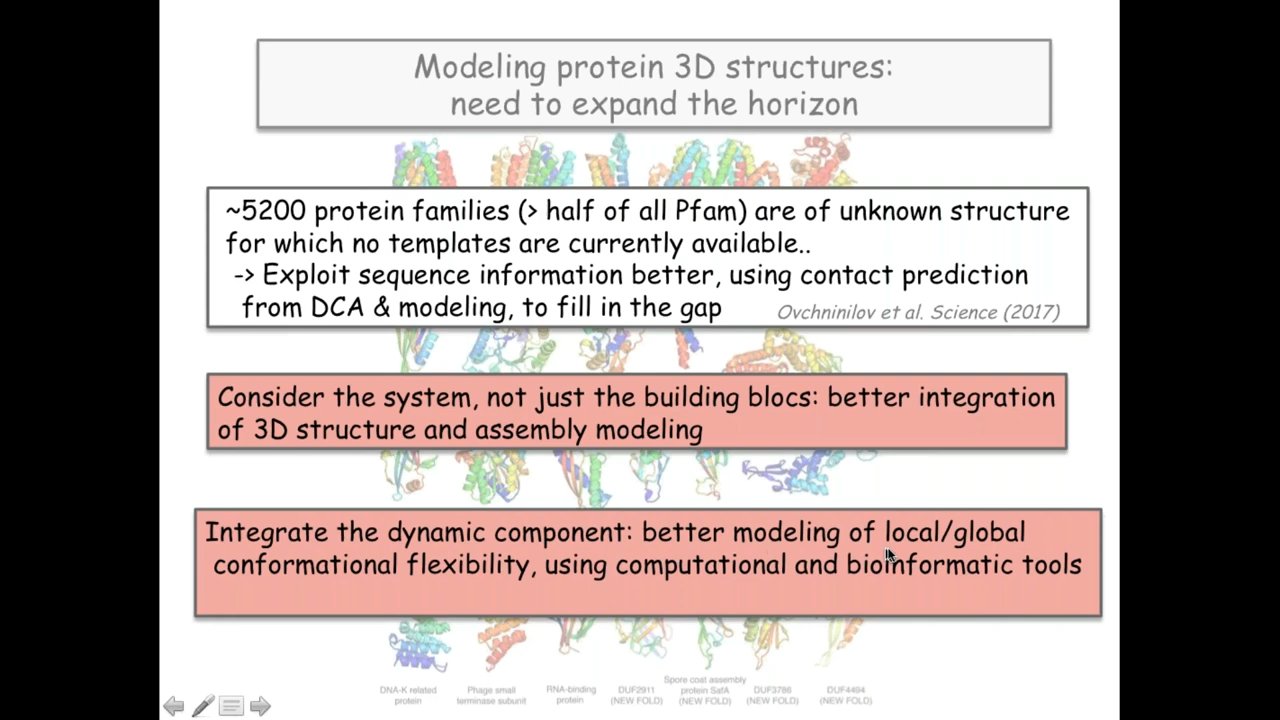 Modeling protein 3D structures:
need to expand the horizon
~5200 protein families (> half of all Pfam) are of unknown structure
for which no templates are currently available..
-> Exploit sequence information better, using contact prediction
from DCA & modeling, to fill in the gap
Ovchninilov et al. Science (2017)
Consider the system, not just the building blocs: better integration
of 3D structure and assembly modeling
Integrate the dynamic component: better modeling of local/global
conformational flexibility, using computational and bioinformatic tools
DNA-K related
protein
Phage small
terminase subunit
RNA-binding
protein
DUF2911
(NEW FOLD)
Spore coat assembly
protein SafA
(NEW FOLD)
DUF3786
(NEW FOLD)
DUF4494
(NEW FOLD)